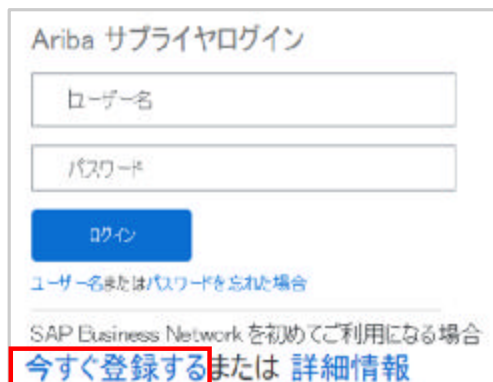 Ariba サプライヤログイン
ユーザー名
パスワード
ログイン
ユーザー名またはパスワードを忘れた場合
SAP Business Network を初めてご利用になる場合
今すぐ登録するまたは 詳細情報